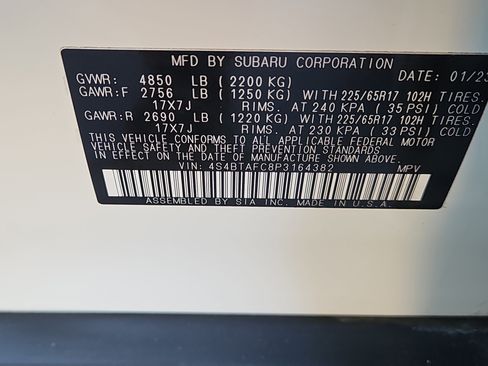 MFD BY SUBARU CORPORATION
GVWR: 4850 LB (2200 KG) DATE: 01/23
GAWR:F 2756 LB (1250 KG) WITH 225/65R17 102H TIRES.
17X7J RIMS. AT 240 KPA (35 PSI) COLD
GAWR:R 2690 LB (1220 KG) WITH 225/65R17 102H TIRES.
17X7J RIMS. AT 230 KPA (33 PSI) COLD
THIS VEHICLE CONFORMS TO ALL APPLICABLE FEDERAL MOTOR
VEHICLE SAFETY AND THEFT PREVENTION STANDARDS
IN EFFECT ON THE DATE OF MANUFACTURE SHOWN ABOVE.
VIN: 4S4BTAFC8P3164382 MPV
ASSEMBLED BY SIA INC. MADE IN U.S.A.